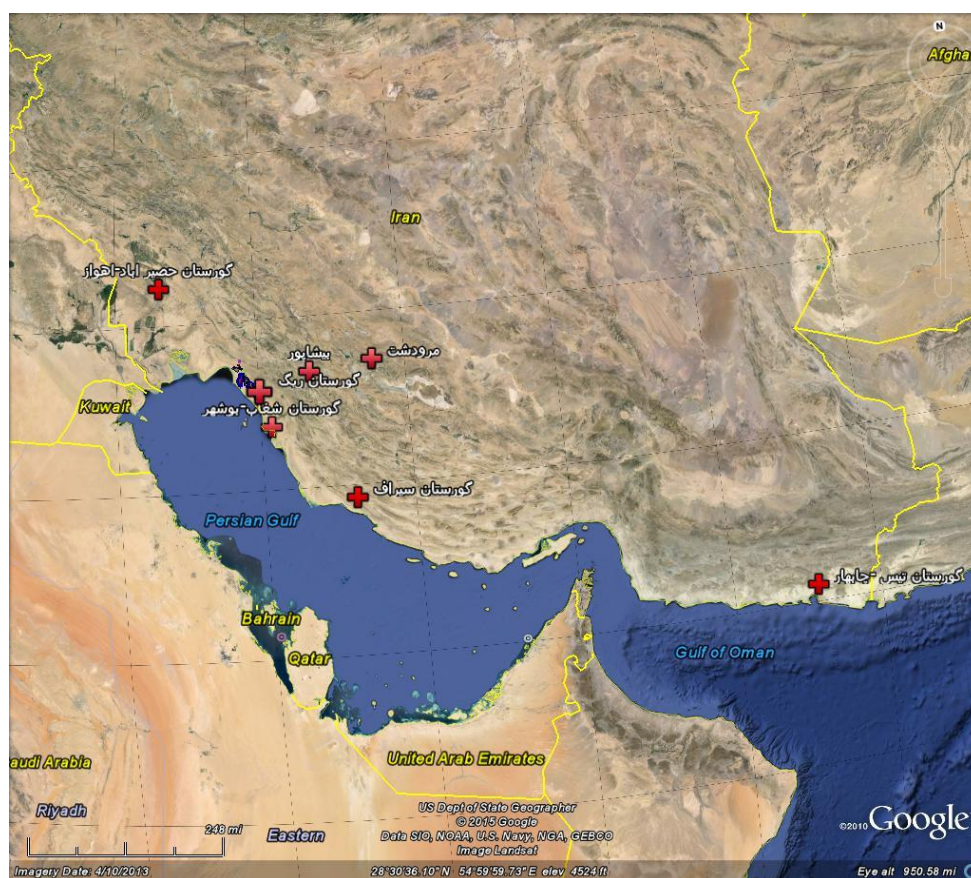 N
Afgha
Iran
گورستان حصیر اباد-اهواز
مرودشت
بیشاپور
گورستان ریگ
گورستان شغاب-بوشهر
Kuwait
گورستان سیراف
Persian Gulf
گورستان تیس -چابهار
Bahrain
Qatar
Gulf of Oman
United Arab Emirates
audi Arabia
Riyadh
Eastern
248 mi
US Dept of State Geographer
© 2015 Google
Data SIO, NOAA, U.S. Navy, NGA, GEBCO
Image Landsat
©2010 Google
Imagery Date: 4/10/2013
28°30'36.10" N 54°59'59.73" E elev 4524 ft
Eye alt 950.58 mi